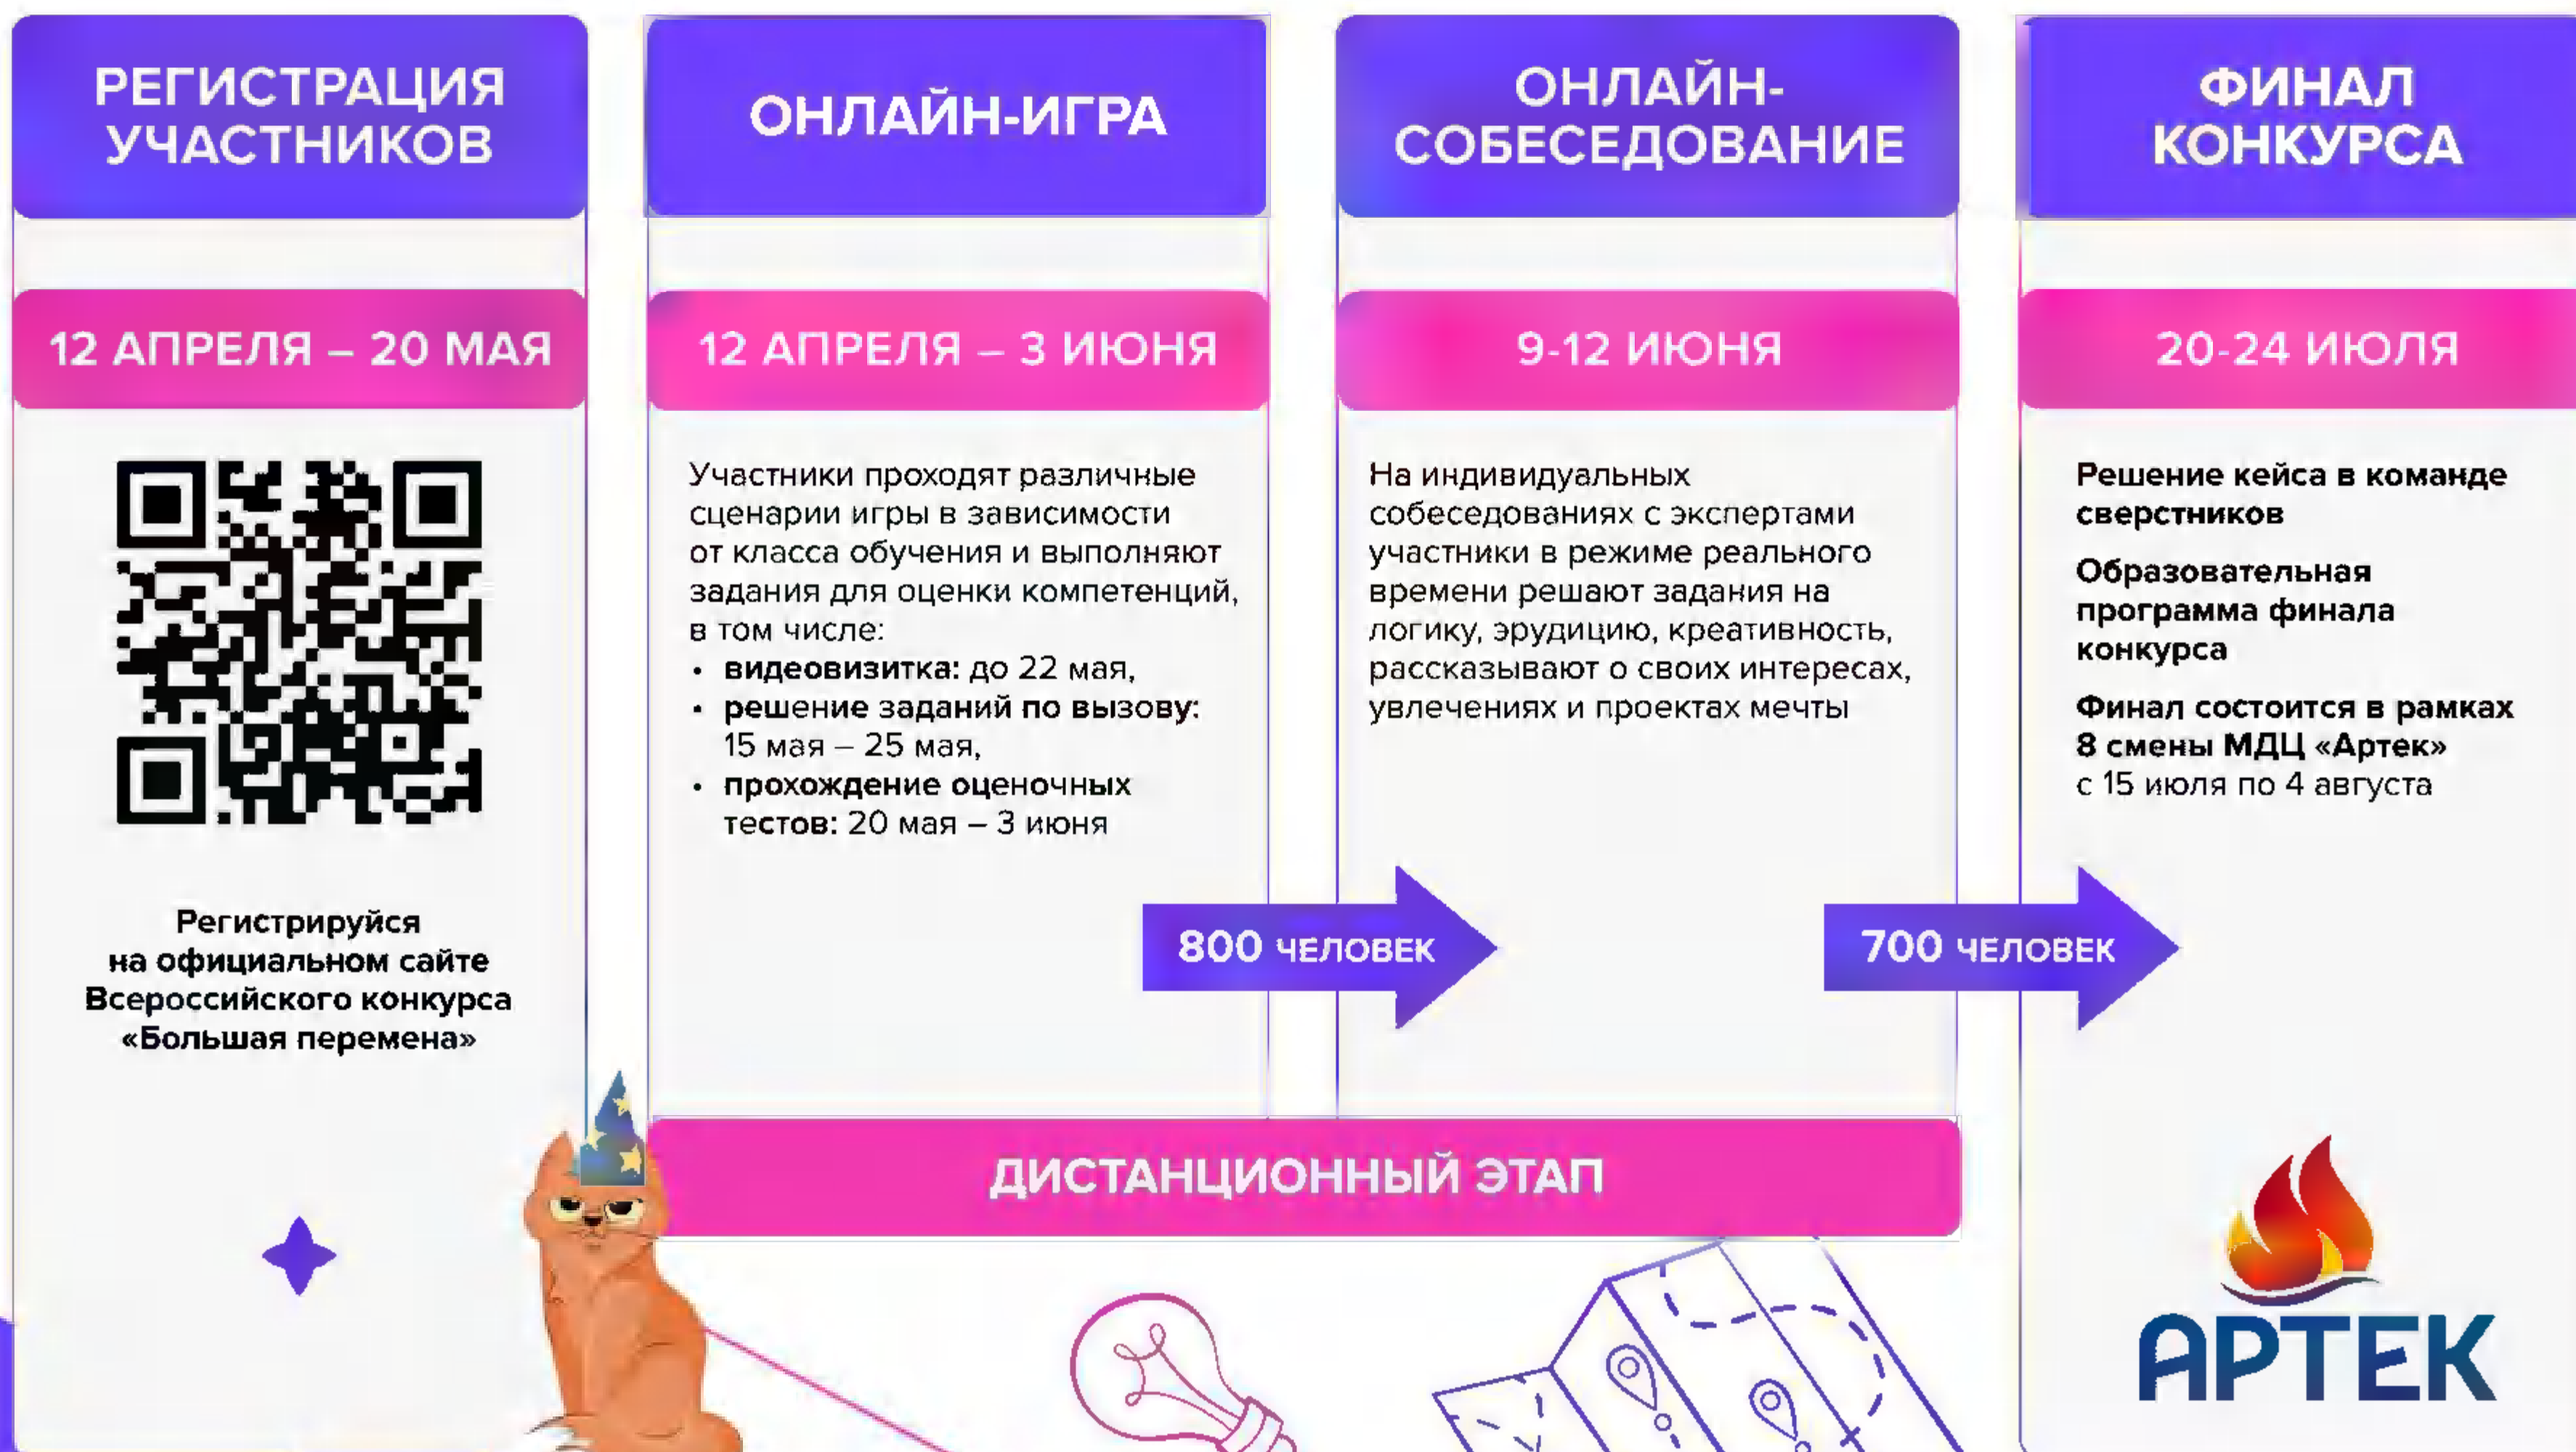 РЕГИСТРАЦИЯ
УЧАСТНИКОВ
12 АПРЕЛЯ – 20 МАЯ
Регистрируйся
на официальном сайте
Всероссийского конкурса
«Большая перемена»
ОНЛАЙН-ИГРА
12 АПРЕЛЯ – 3 ИЮНЯ
Участники проходят различные
сценарии игры в зависимости
от класса обучения и выполняют
задания для оценки компетенций,
в том числе:
• видеовизитка: до 22 мая,
• решение заданий по вызову:
15 мая – 25 мая,
• прохождение оценочных
тестов: 20 мая – 3 июня
800 ЧЕЛОВЕК
ОНЛАЙН-
СОБЕСЕДОВАНИЕ
9-12 ИЮНЯ
На индивидуальных
собеседованиях с экспертами
участники в режиме реального
времени решают задания на
логику, эрудицию, креативность,
рассказывают о своих интересах,
увлечениях и проектах мечты
700 ЧЕЛОВЕК
ДИСТАНЦИОННЫЙ ЭТАП
ФИНАЛ
КОНКУРСА
20-24 ИЮЛЯ
Решение кейса в команде
сверстников
Образовательная
программа финала
конкурса
Финал состоится в рамках
8 смены МДЦ «Артек»
с 15 июля по 4 августа
АРТЕК